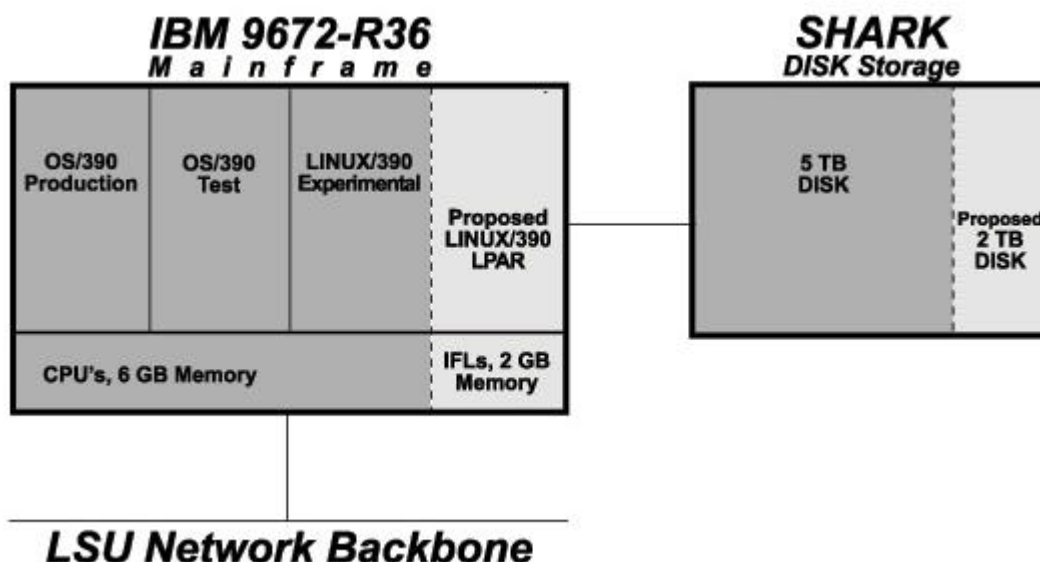 IBM 9672-R36
Mainframe
SHARK
DISK Storage
OS/390
Production
OS/390
Test
LINUX/390
Experimental
Proposed
LINUX/390
LPAR
CPU's, 6 GB Memory
IFLs, 2 GB
Memory
5 TB
DISK
Proposed
2 TB
DISK
LSU Network Backbone